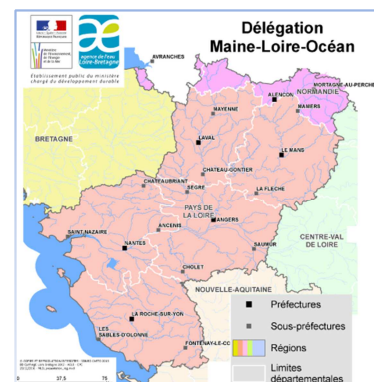 Délégation
Maine-Loire-Océan
agence de l'eau
Loire-Bretagne
Établissement public du ministère
chargé du développement durable
AVRANCHES
MORTAGNE-AU-PERCHE
ALENÇON
NORMANDIE
MAYENNE
MAMERS
BRETAGNE
LAVAL
LE MANS
CHATEAU-GONTIER
CHATEAUBRIANT
SEGRE
LA FLECHE
PAYS DE
LA LOIRE
ANGERS
ANCENIS
SAINT-NAZAIRE
CENTRE-VAL
DE LOIRE
NANTES
SAUMUR
CHOLET
NOUVELLE-AQUITAINE
LA ROCHE-SUR-YON
LES
SABLES-D'OLONNE
FONTENAY-LE-CO
Préfectures
Sous-préfectures
Régions
Limites
départementales
0 37,5 75